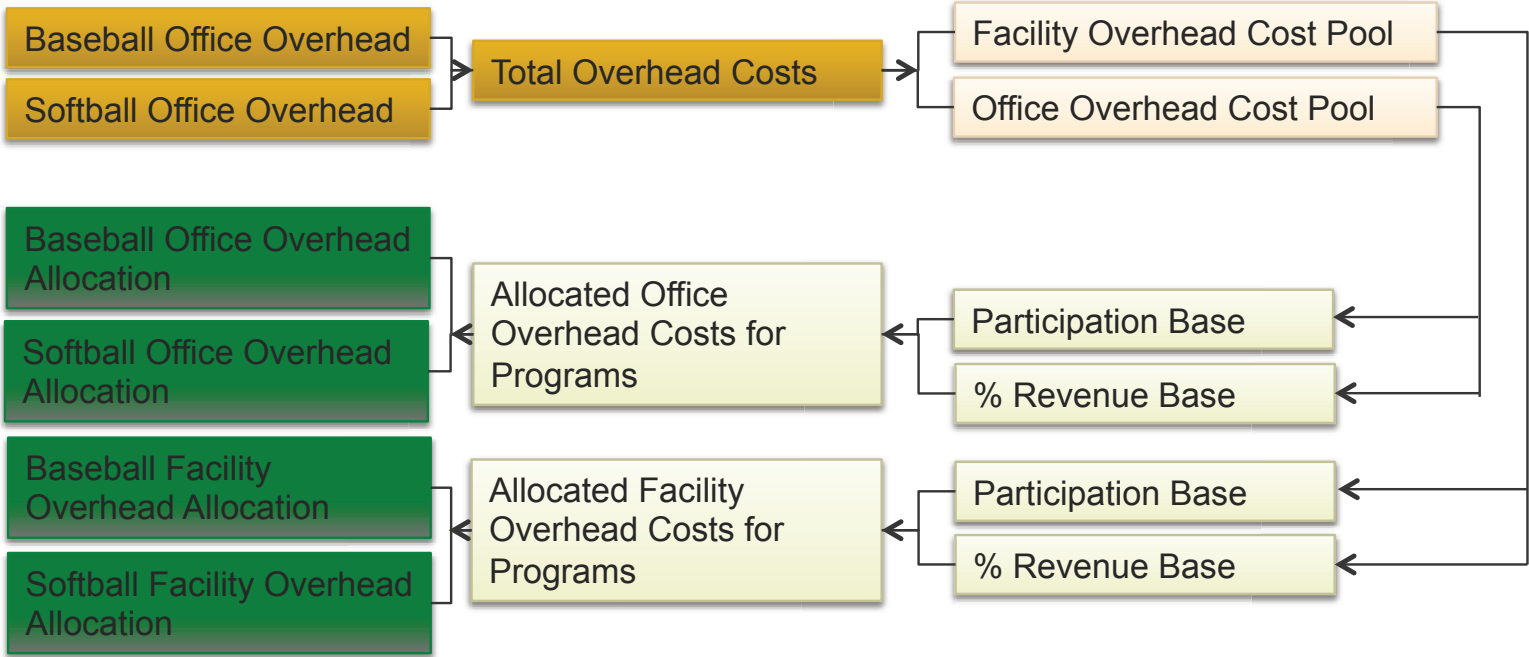 Baseball Office Overhead
Softball Office Overhead
Total Overhead Costs
Facility Overhead Cost Pool
Office Overhead Cost Pool
Baseball Office Overhead
Allocation
Softball Office Overhead
Allocation
Allocated Office
Overhead Costs for
Programs
Participation Base
% Revenue Base
Baseball Facility
Overhead Allocation
Softball Facility Overhead
Allocation
Allocated Facility
Overhead Costs for
Programs
Participation Base
% Revenue Base